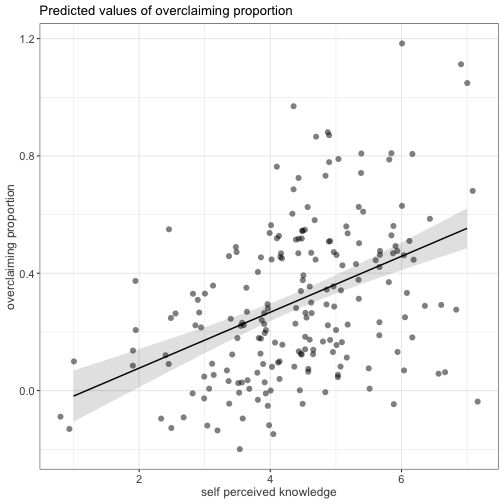 Predicted values of overclaiming proportion
overclaiming proportion
1.2
0.8
0.4
0.0
2
4
6
self perceived knowledge